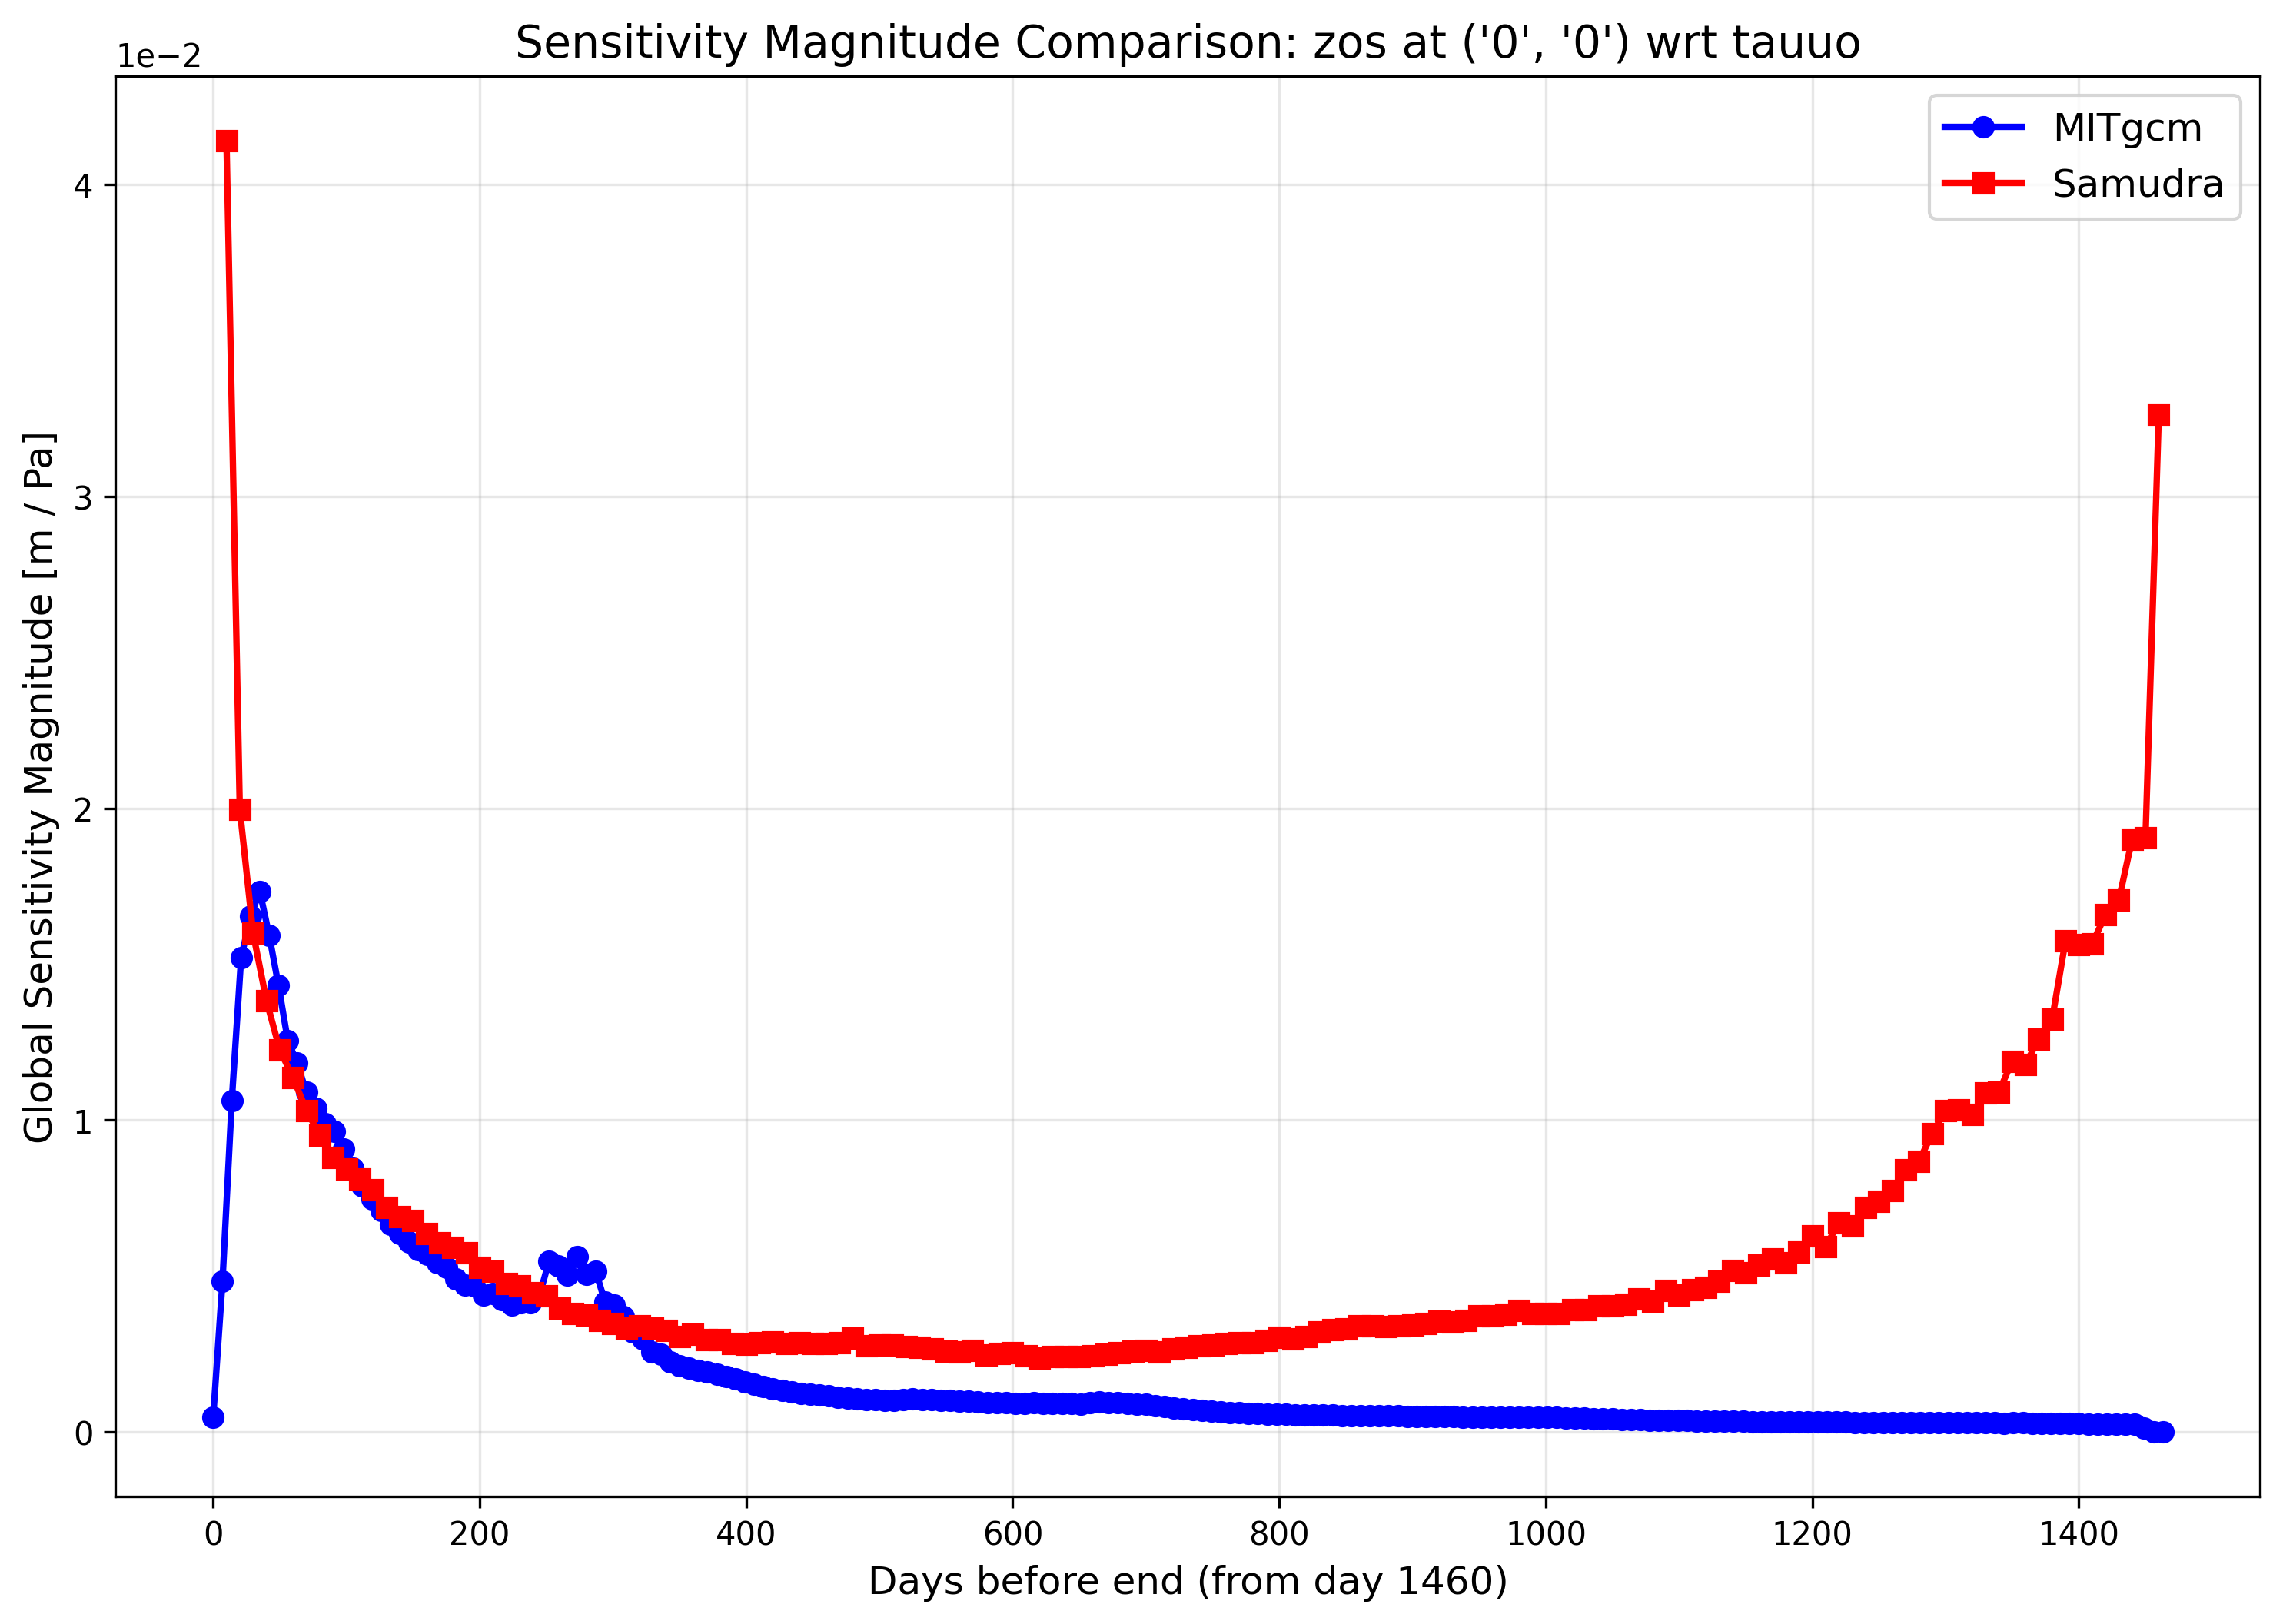 Sensitivity Magnitude Comparison: zos at ('0', '0') wrt tauuo
1e−2
MITgcm
Samudra
Global Sensitivity Magnitude [m / Pa]
4
3
2
1
0
0 200 400 600 800 1000 1200 1400
Days before end (from day 1460)